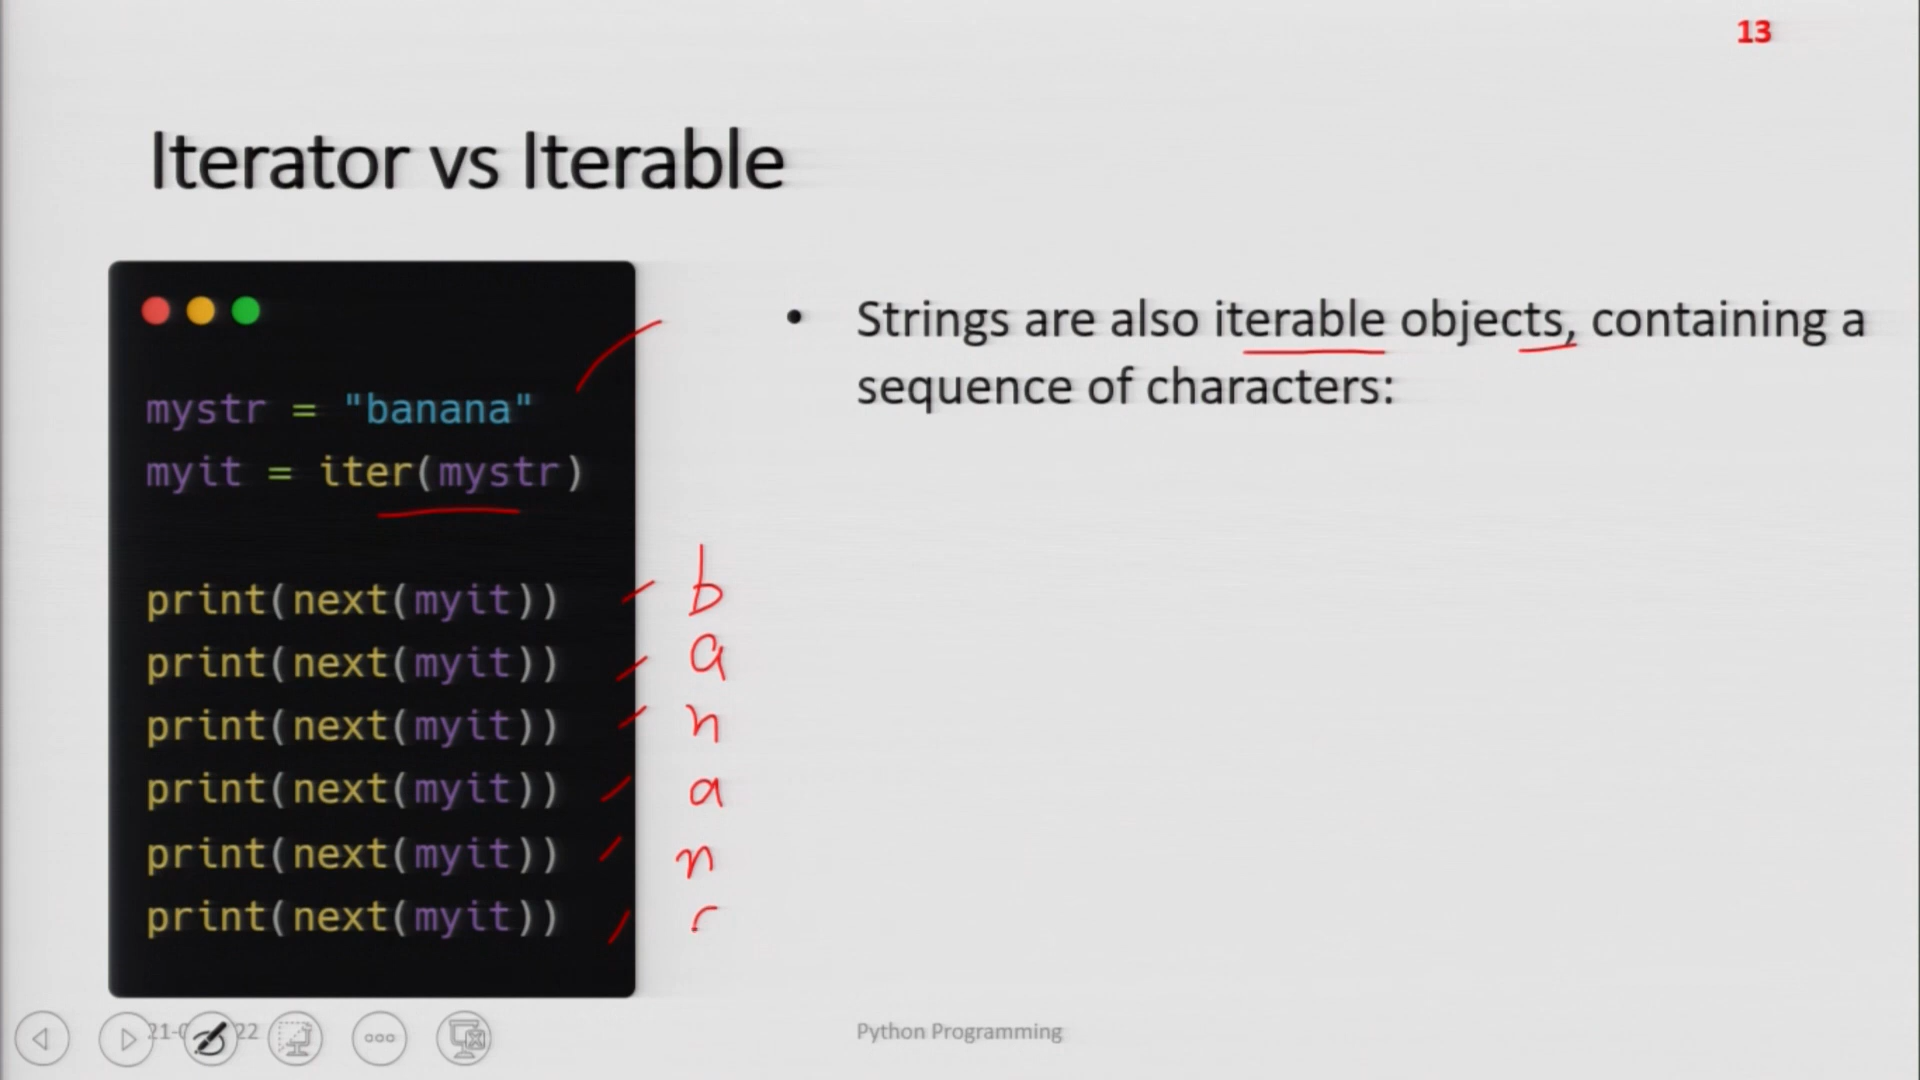 13
Iterator vs Iterable
mystr = "banana"
myit = iter(mystr)
print(next(myit))
print(next(myit))
print(next(myit))
print(next(myit))
print(next(myit))
print(next(myit))
b
a
n
a
n
• Strings are also iterable objects, containing a
sequence of characters:
22
Python Programming